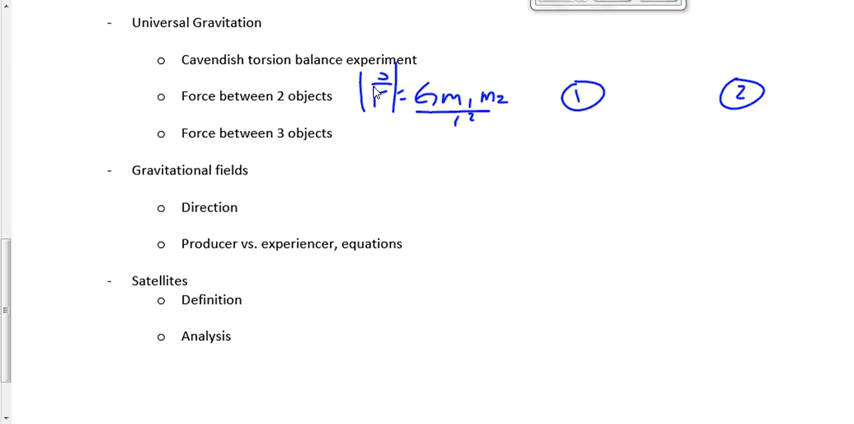 - Universal Gravitation
o Cavendish torsion balance experiment
o Force between 2 objects |F⃗| = Gm₁m₂/r² ① ②
o Force between 3 objects
- Gravitational fields
o Direction
o Producer vs. experiencer, equations
- Satellites
o Definition
o Analysis